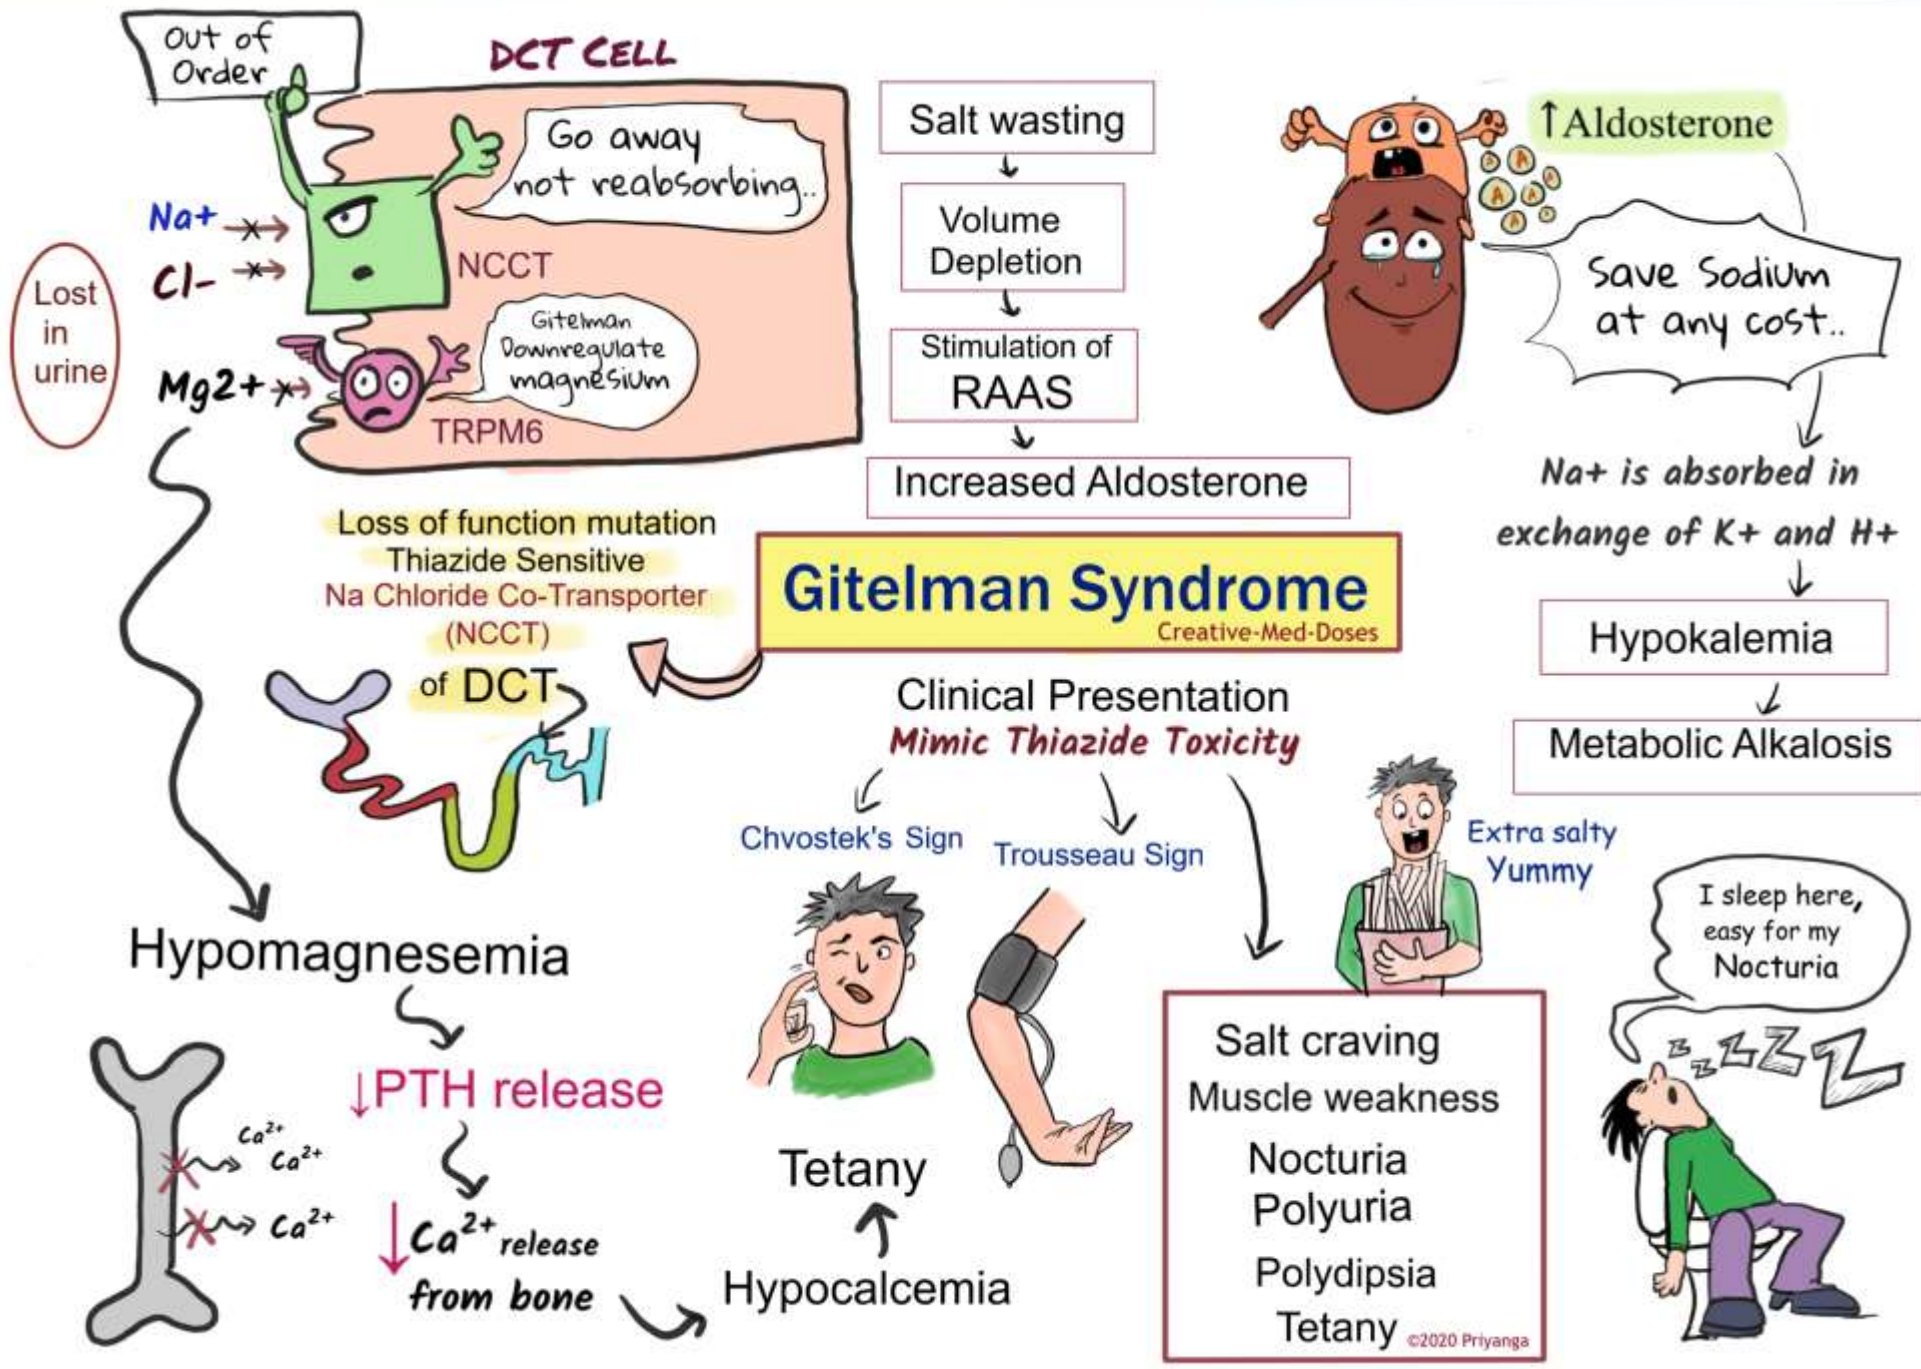 Out of
Order
DCT CELL
Go away
not reabsorbing..
Na+
Cl-
NCCT
Lost
in
urine
Gitelman
Downregulate
magnesium
Mg2+
TRPM6
Salt wasting
Volume
Depletion
Stimulation of
RAAS
Increased Aldosterone
↑Aldosterone
A
A
A
A
A
Save Sodium
at any cost..
Na+ is absorbed in
exchange of K+ and H+
Hypokalemia
Metabolic Alkalosis
Loss of function mutation
Thiazide Sensitive
Na Chloride Co-Transporter
(NCCT)
of DCT
Gitelman Syndrome
Creative-Med-Doses
Clinical Presentation
Mimic Thiazide Toxicity
Chvostek's Sign
Trousseau Sign
Extra salty
Yummy
I sleep here,
easy for my
Nocturia
z z Z Z Z
Hypomagnesemia
↓PTH release
Ca2+
Ca2+
Ca2+
↓Ca2+ release
from bone
Hypocalcemia
Tetany
Salt craving
Muscle weakness
Nocturia
Polyuria
Polydipsia
Tetany
©2020 Priyanga